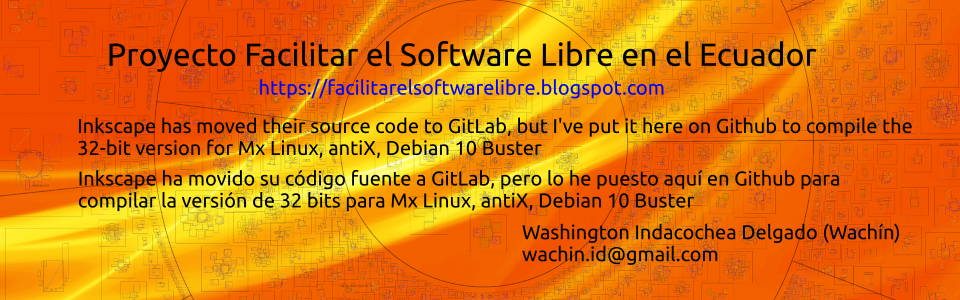 Proyecto Facilitar el Software Libre en el Ecuador
https://facilitarelsoftwarelibre.blogspot.com
Inkscape has moved their source code to GitLab, but I've put it here on Github to compile the
32-bit version for Mx Linux, antiX, Debian 10 Buster
Inkscape ha movido su código fuente a GitLab, pero lo he puesto aquí en Github para
compilar la versión de 32 bits para Mx Linux, antiX, Debian 10 Buster
Washington Indacochea Delgado (Wachín)
wachin.id@gmail.com